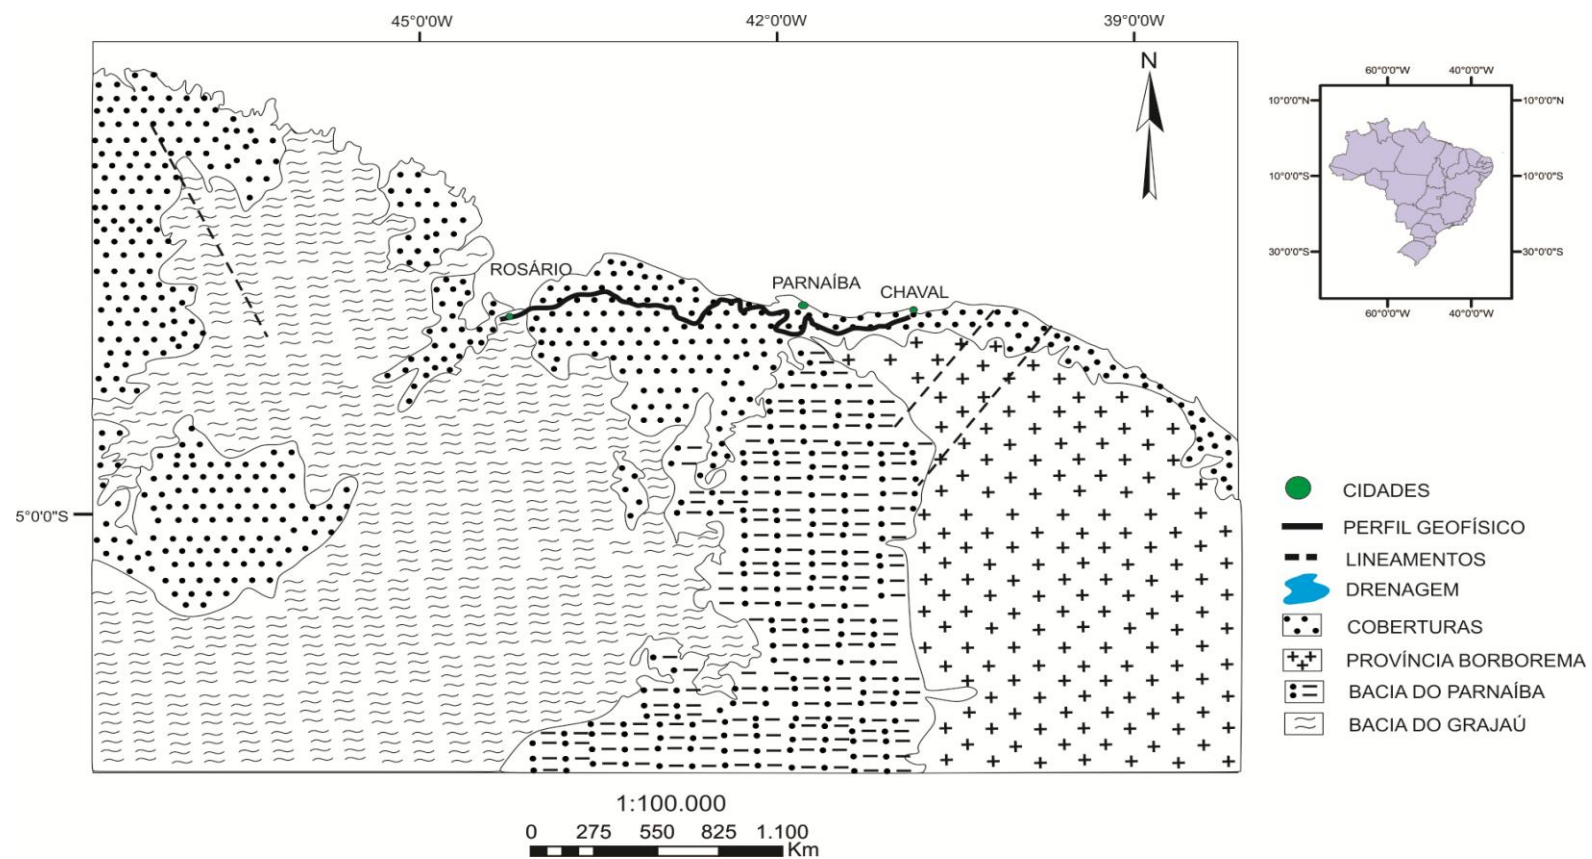 45°0'0"W
42°0'0"W
39°0'0"W
N
60°0'0"W
40°0'0"W
10°0'0"N
10°0'0"N
10°0'0"S
10°0'0"S
30°0'0"S
30°0'0"S
60°0'0"W
40°0'0"W
ROSÁRIO
PARNAÍBA
CHAVAL
5°0'0"S
CIDADES
PERFIL GEOFÍSICO
LINEAMENTOS
DRENAGEM
COBERTURAS
PROVÍNCIA BORBOREMA
BACIA DO PARNAÍBA
BACIA DO GRAJAÚ
1:100.000
0 275 550 825 1.100
Km